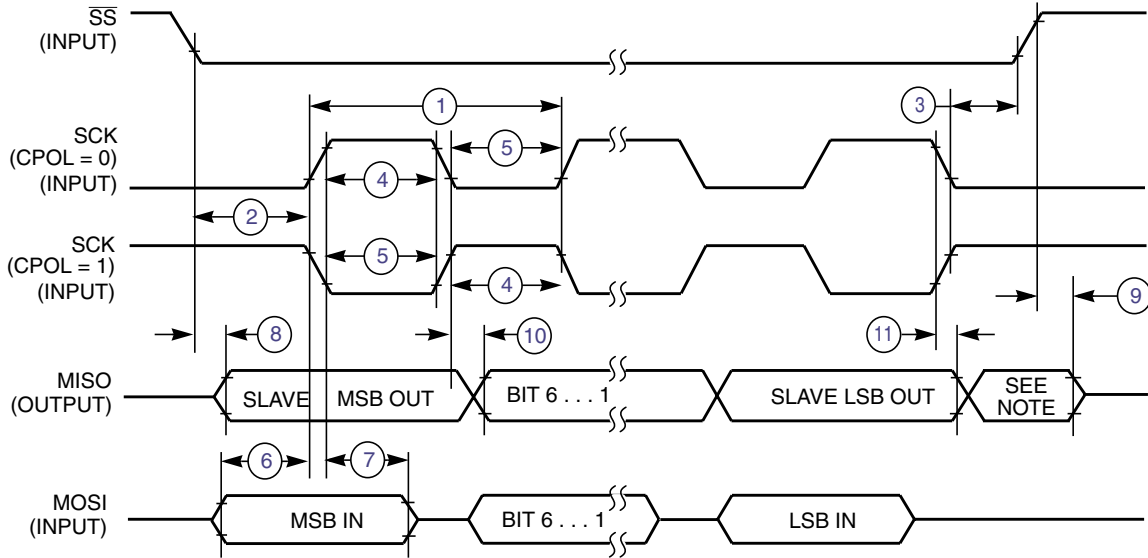 SS
(INPUT)
1
3
SCK
(CPOL = 0)
(INPUT)
5
4
2
SCK
(CPOL = 1)
(INPUT)
5
4
9
8
10
11
MISO
(OUTPUT)
SLAVE MSB OUT
BIT 6 . . . 1
SLAVE LSB OUT
SEE
NOTE
6
7
MOSI
(INPUT)
MSB IN
BIT 6 . . . 1
LSB IN